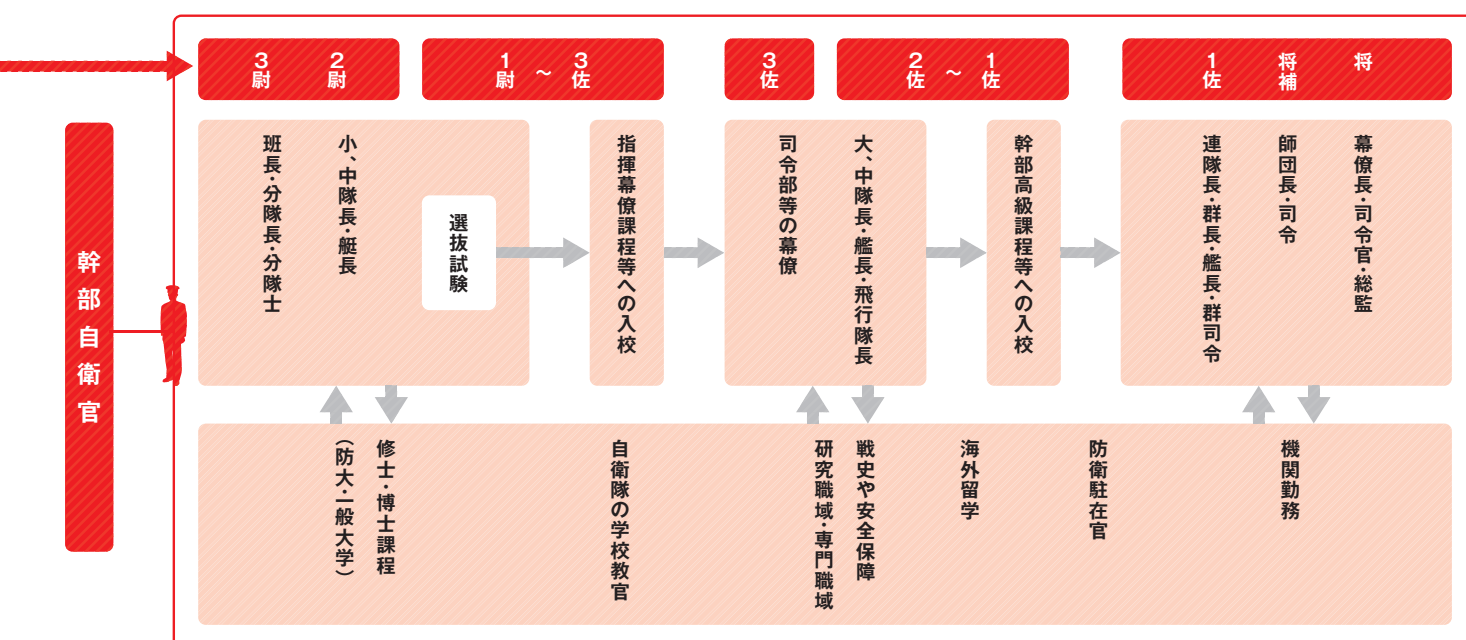 幹部自衛官
3尉
2尉
1尉～3佐
3佐
2佐～1佐
1佐
将補
将
班長・分隊長・分隊士
小、中隊長・艇長
選抜試験
指揮幕僚課程等への入校
司令部等の幕僚
大、中隊長・艦長・飛行隊長
幹部高級課程等への入校
連隊長・群長・艦長・群司令
師団長・司令
幕僚長・司令官・総監
修士・博士課程
（防大・一般大学）
自衛隊の学校教官
戦史や安全保障
研究職域・専門職域
海外留学
防衛駐在官
機関勤務